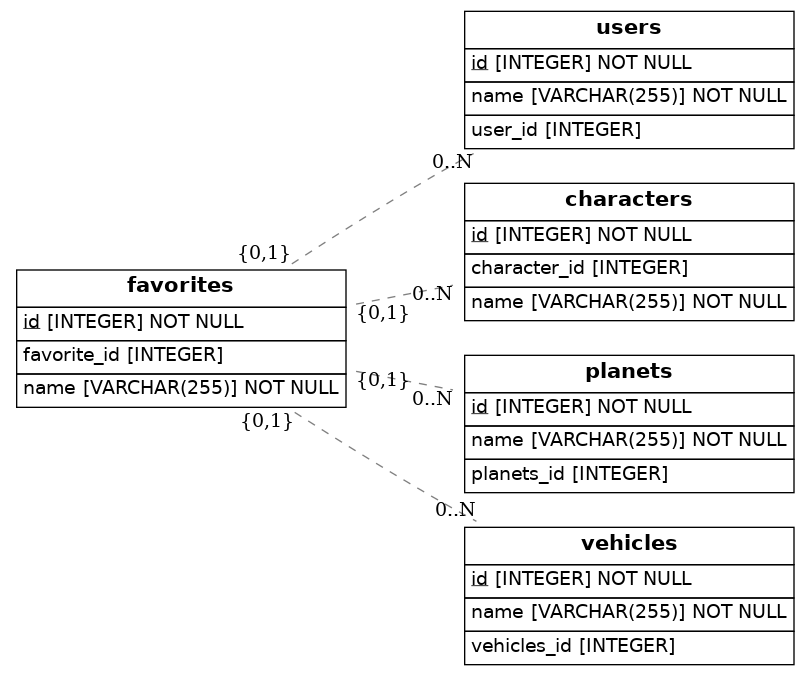 users
id [INTEGER] NOT NULL
name [VARCHAR(255)] NOT NULL
user_id [INTEGER]
0..N
{0,1}
characters
id [INTEGER] NOT NULL
character_id [INTEGER]
name [VARCHAR(255)] NOT NULL
0..N
{0,1}
favorites
id [INTEGER] NOT NULL
favorite_id [INTEGER]
name [VARCHAR(255)] NOT NULL
{0,1}
0..N
planets
id [INTEGER] NOT NULL
name [VARCHAR(255)] NOT NULL
planets_id [INTEGER]
{0,1}
0..N
vehicles
id [INTEGER] NOT NULL
name [VARCHAR(255)] NOT NULL
vehicles_id [INTEGER]